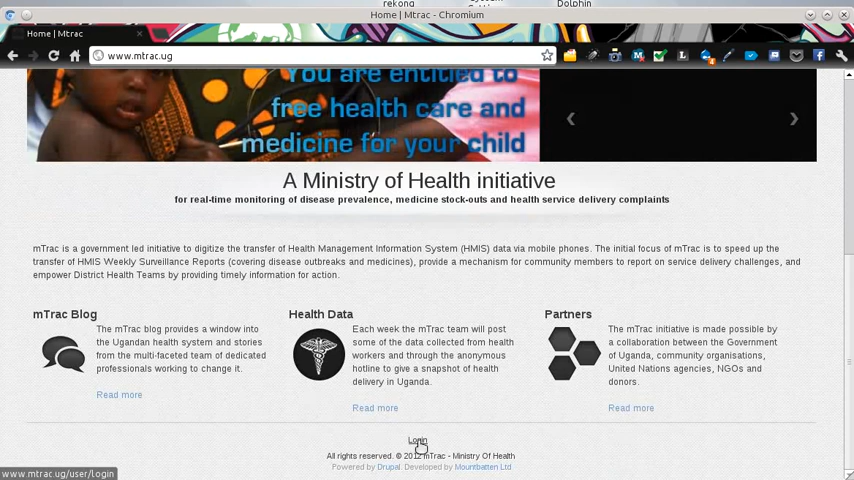 rekong
Dolphin
Home | Mtrac - Chromium
Home | Mtrac
www.mtrac.ug
You are entitled to
free health care and
medicine for your child
A Ministry of Health initiative
for real-time monitoring of disease prevalence, medicine stock-outs and health service delivery complaints
mTrac is a government led initiative to digitize the transfer of Health Management Information System (HMIS) data via mobile phones. The initial focus of mTrac is to speed up the
transfer of HMIS Weekly Surveillance Reports (covering disease outbreaks and medicines), provide a mechanism for community members to report on service delivery challenges, and
empower District Health Teams by providing timely information for action.
mTrac Blog
The mTrac blog provides a window into
the Ugandan health system and stories
from the multi-faceted team of dedicated
professionals working to change it.
Read more
Health Data
Each week the mTrac team will post
some of the data collected from health
workers and through the anonymous
hotline to give a snapshot of health
delivery in Uganda.
Read more
Partners
The mTrac initiative is made possible by
a collaboration between the Government
of Uganda, community organisations,
United Nations agencies, NGOs and
donors.
Read more
Login
All rights reserved. © 2012 mTrac - Ministry Of Health
Powered by Drupal. Developed by Mountbatten Ltd
www.mtrac.ug/user/login